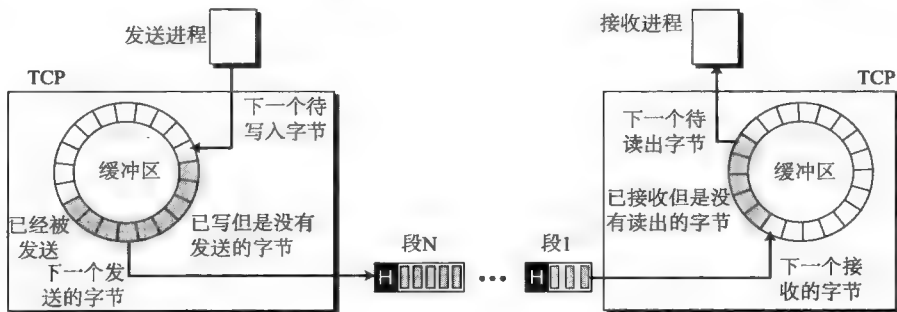 发送进程
接收进程
TCP
TCP
下一个待
写入字节
下一个待
读出字节
缓冲区
缓冲区
已经被
发送
已写但是没有
发送的字节
已接收但是没
有读出的字节
下一个发
送的字节
段N
段1
下一个接
收的字节
H
...
H